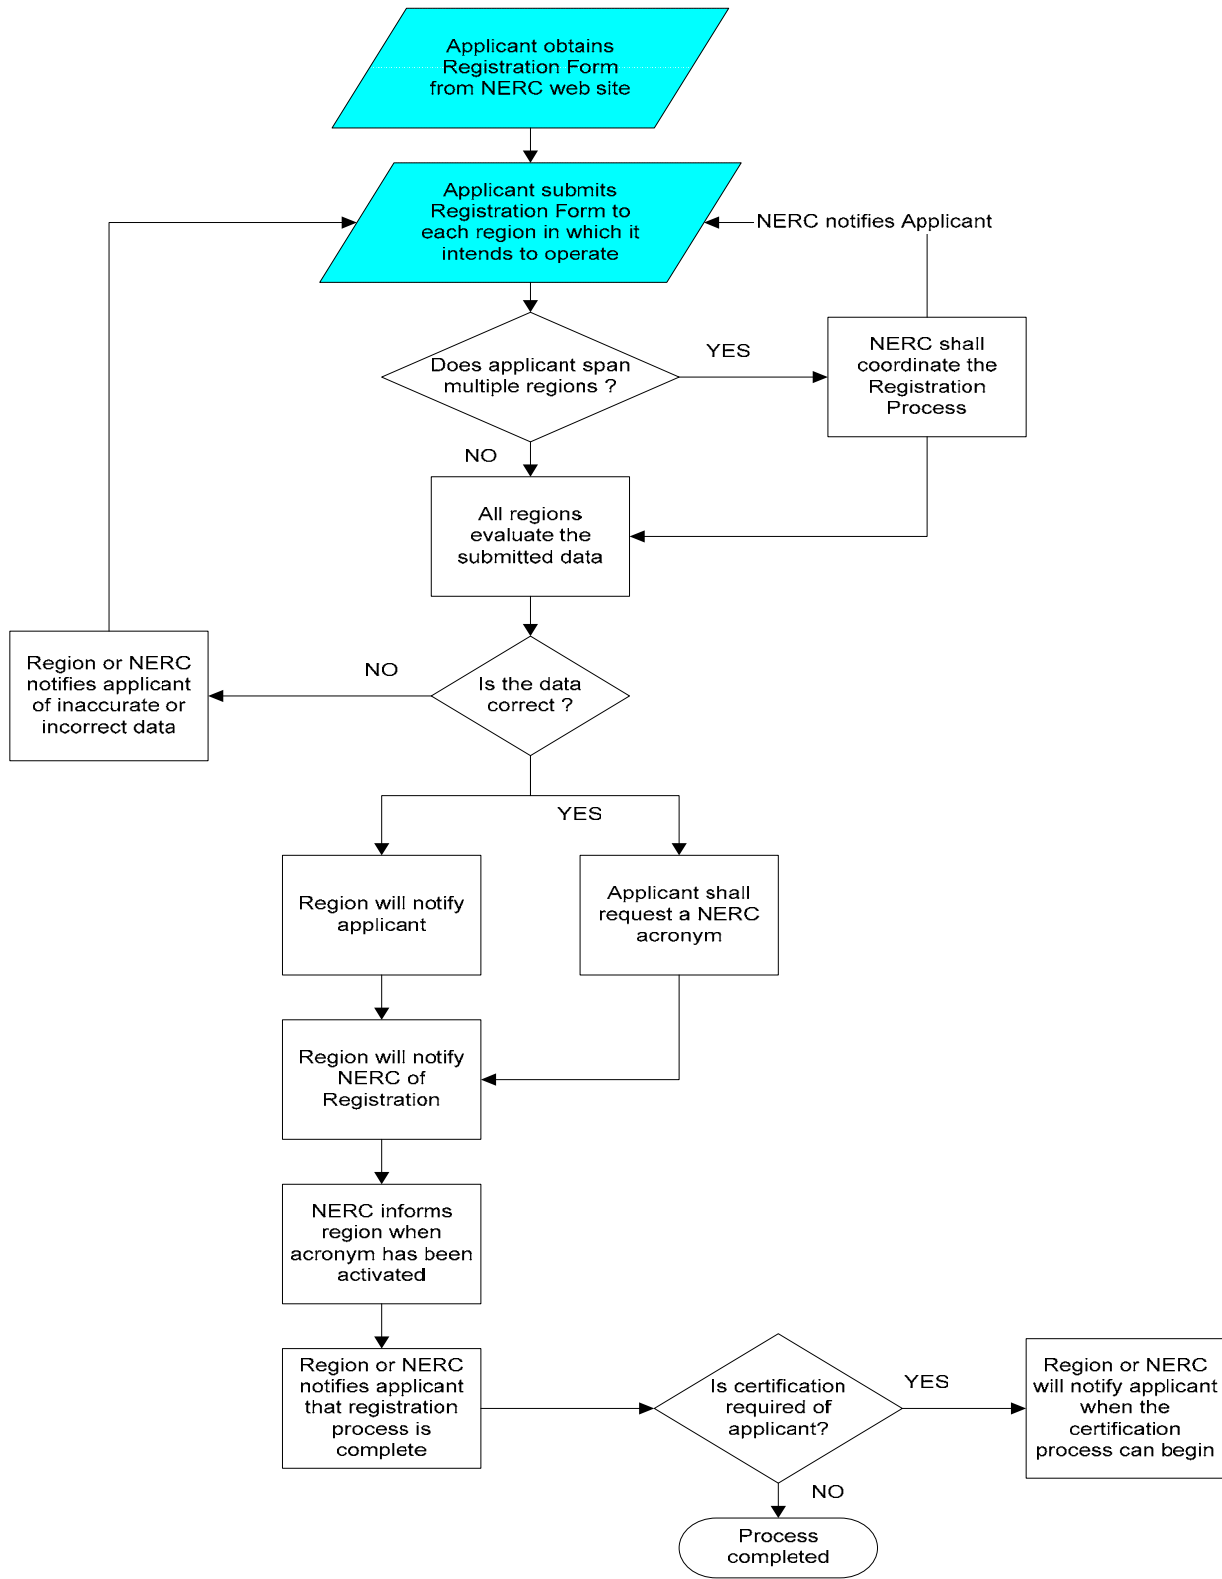 Applicant obtains
Registration Form
from NERC web site
Applicant submits
Registration Form to
each region in which it
intends to operate
NERC notifies Applicant
Does applicant span
multiple regions ?
YES
NERC shall
coordinate the
Registration
Process
NO
All regions
evaluate the
submitted data
Is the data
correct ?
NO
Region or NERC
notifies applicant
of inaccurate or
incorrect data
YES
Region will notify
applicant
Applicant shall
request a NERC
acronym
Region will notify
NERC of
Registration
NERC informs
region when
acronym has been
activated
Region or NERC
notifies applicant
that registration
process is
complete
Is certification
required of
applicant?
YES
Region or NERC
will notify applicant
when the
certification
process can begin
NO
Process
completed